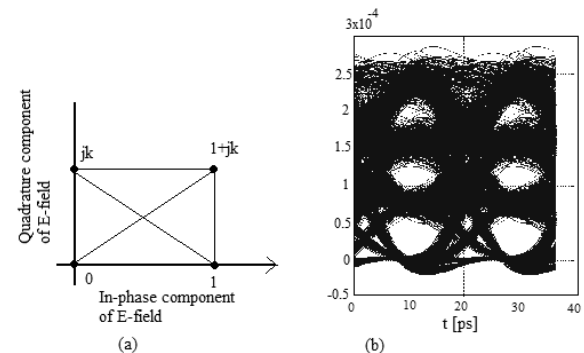 jk
1+jk
0
1
Quadrature component
of E-field
In-phase component
of E-field
(a)
3x10
-4
2.5
2
1.5
1
0.5
0
-0.5
0
10
20
30
40
t [ps]
(b)